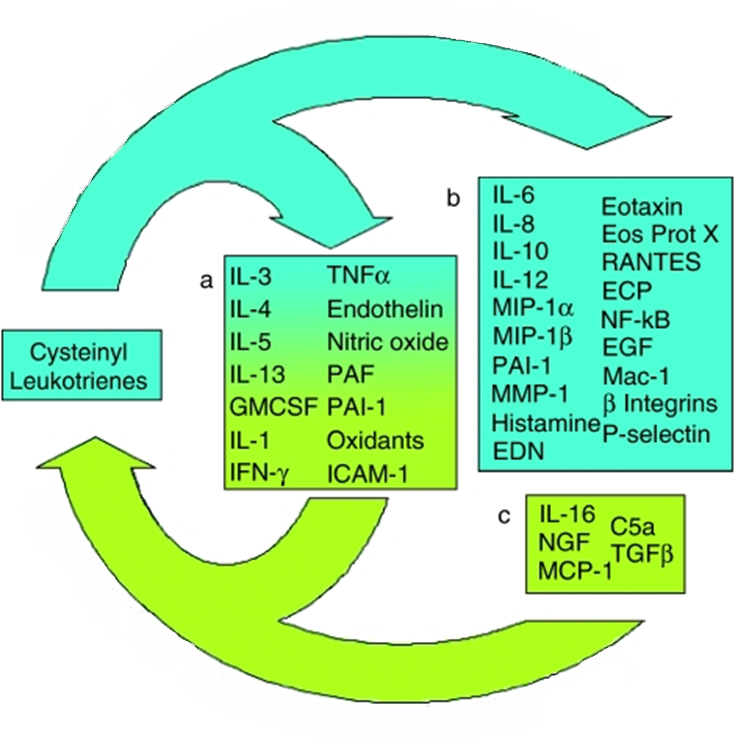 Cysteinyl
Leukotrienes
a
IL-3 TNFα
IL-4 Endothelin
IL-5 Nitric oxide
IL-13 PAF
GMCSF PAI-1
IL-1 Oxidants
IFN-γ ICAM-1
b
IL-6
IL-8
IL-10
IL-12
MIP-1α
MIP-1β
PAI-1
MMP-1
Histamine
EDN
Eotaxin
Eos Prot X
RANTES
ECP
NF-kB
EGF
Mac-1
β Integrins
P-selectin
c
IL-16
NGF
MCP-1
C5a
TGFβ